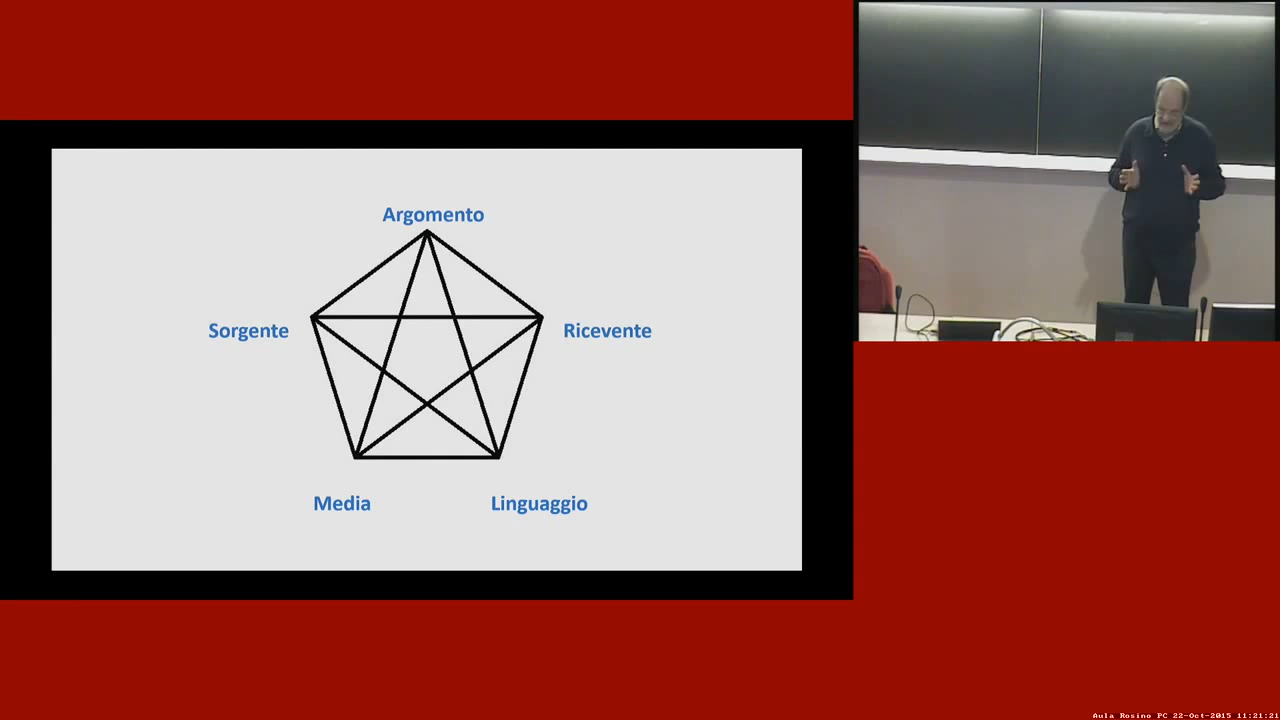 Argomento
Sorgente
Ricevente
Media
Linguaggio
Aula Rosino PC 22-Oct-2015 11:21:21